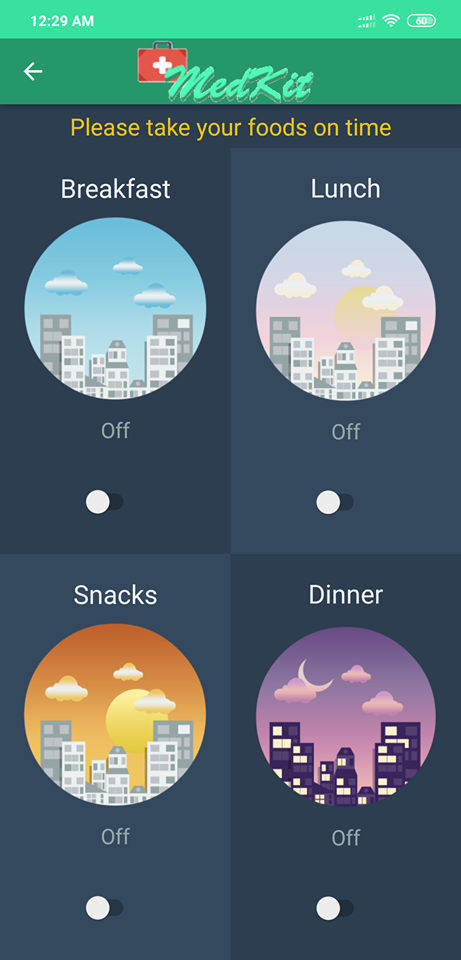 12:29 AM
60
MedKit
Please take your foods on time
Breakfast
Lunch
Off
Off
Snacks
Dinner
Off
Off